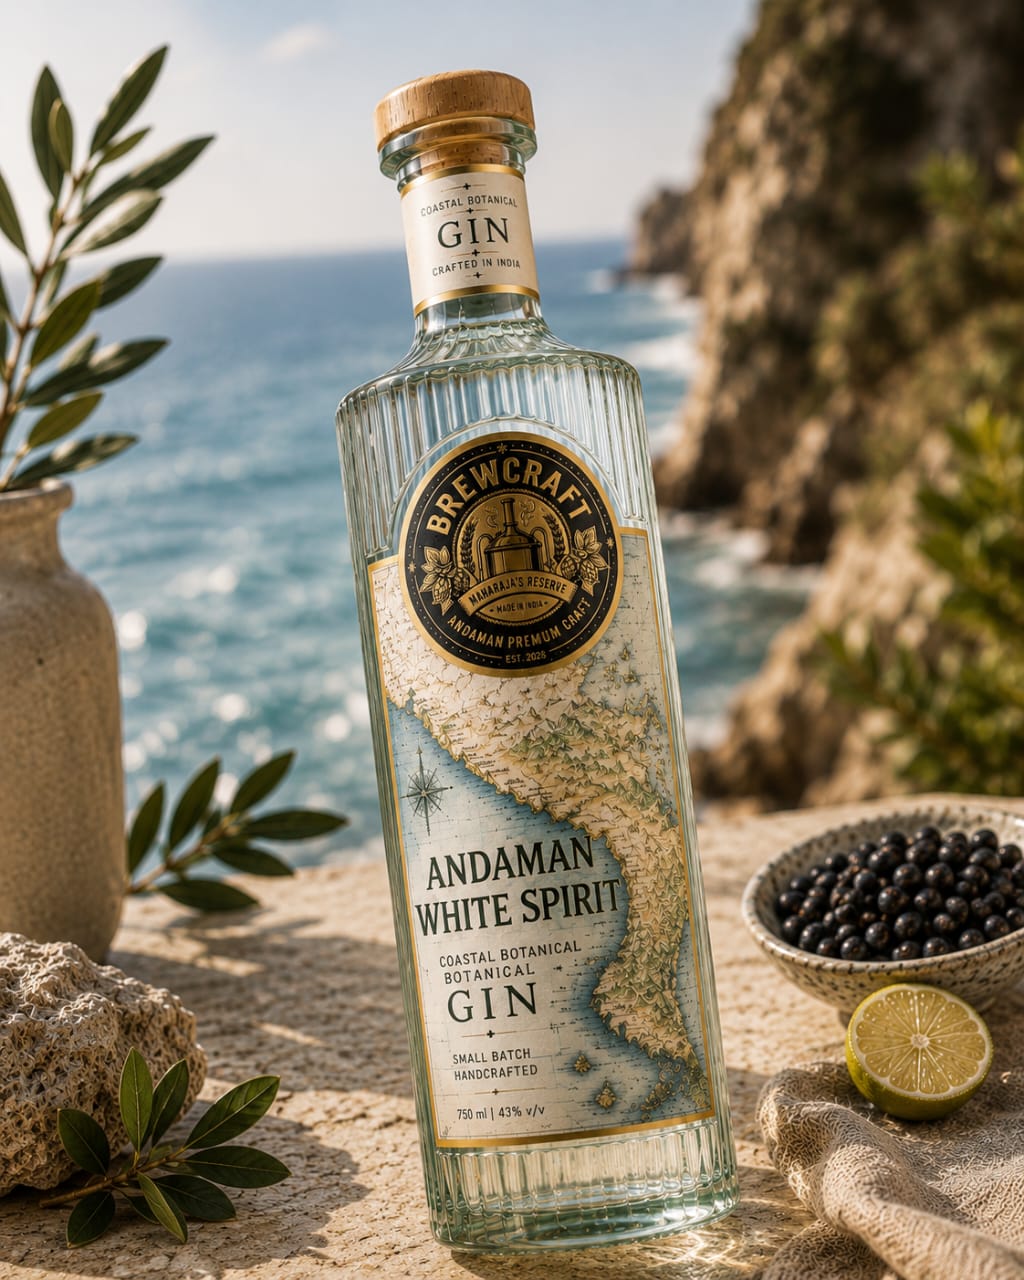 COASTAL BOTANICAL
GIN
CRAFTED IN INDIA
BREWCRAFT
MAHARAJA'S RESERVE
MADE IN INDIA
ANDAMAN PREMIUM CRAFT
EST. 2026
ANDAMAN
WHITE SPIRIT
COASTAL BOTANICAL
BOTANICAL
GIN
SMALL BATCH
HANDCRAFTED
750 ml | 43% v/v